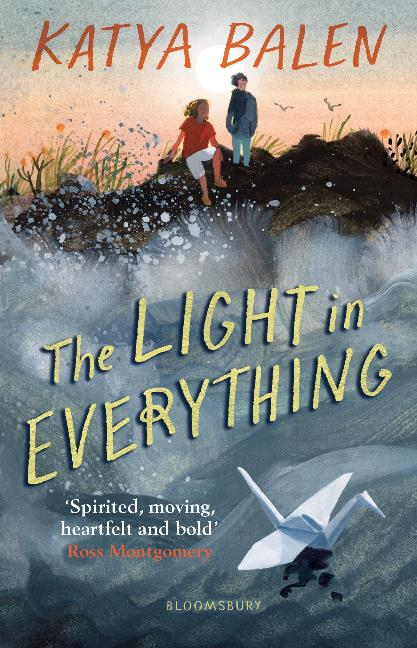 KATYA BALEN
The LIGHT in
EVERYTHING
‘Spirited, moving,
heartfelt and bold’
Ross Montgomery
BLOOMSBURY